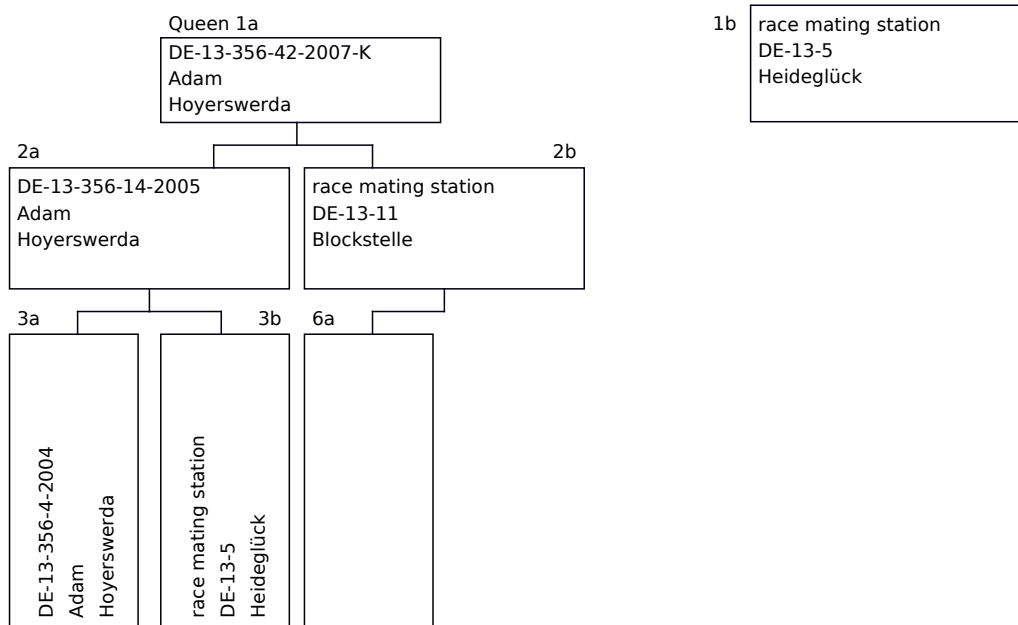 Queen 1a
DE-13-356-42-2007-K
Adam
Hoyerswerda
1b
race mating station
DE-13-5
Heideglück
2a
DE-13-356-14-2005
Adam
Hoyerswerda
2b
race mating station
DE-13-11
Blockstelle
3a
DE-13-356-4-2004
Adam
Hoyerswerda
3b
race mating station
DE-13-5
Heideglück
6a